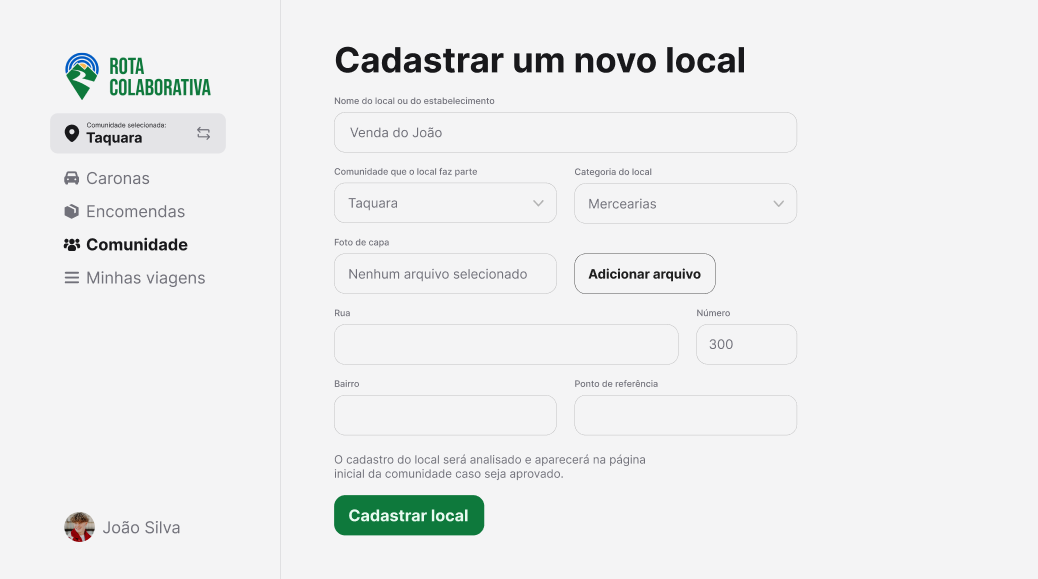 ROTA
COLABORATIVA
Comunidade selecionada:
Taquara
Caronas
Encomendas
Comunidade
Minhas viagens
João Silva
Cadastrar um novo local
Nome do local ou do estabelecimento
Venda do João
Comunidade que o local faz parte
Categoria do local
Taquara
Mercearias
Foto de capa
Nenhum arquivo selecionado
Adicionar arquivo
Rua
Número
300
Bairro
Ponto de referência
O cadastro do local será analisado e aparecerá na página
inicial da comunidade caso seja aprovado.
Cadastrar local